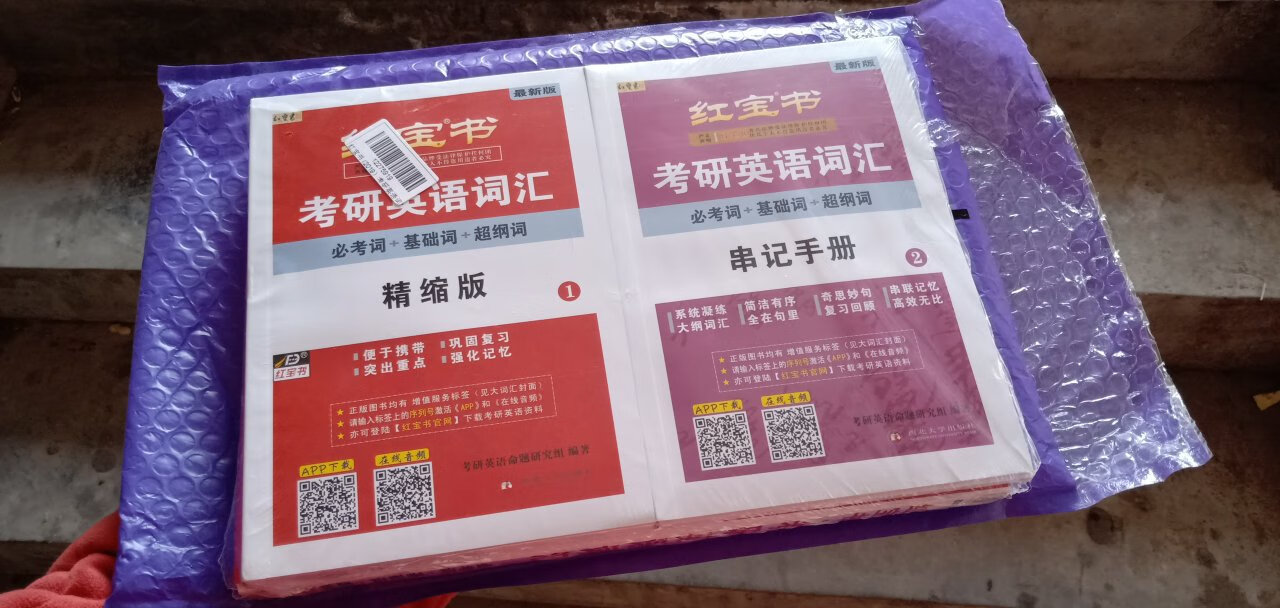 最新版
红宝书
考研英语词汇
必考词+基础词+超纲词
精缩版
1
红宝书
便于携带
突出重点
巩固复习
强化记忆
正版图书均有 增值服务标签（见大词汇封面）
★请输入标签上的序列号激活《APP》和《在线音频》
★亦可登陆【红宝书官网】下载考研英语资料
APP下载
在线音频
考研英语命题研究组 编著
最新版
红宝书
考研英语词汇
必考词+基础词+超纲词
串记手册
2
系统凝练
大纲词汇
简洁有序
全在句里
奇思妙句
复习回顾
串联记忆
高效无比
★正版图书均有 增值服务标签（见大词汇封面）
★请输入标签上的序列号激活《APP》和《在线音频》
★亦可登陆【红宝书官网】下载考研英语资料
APP下载
在线音频
考研英语命题研究组 编著
西北大学出版社